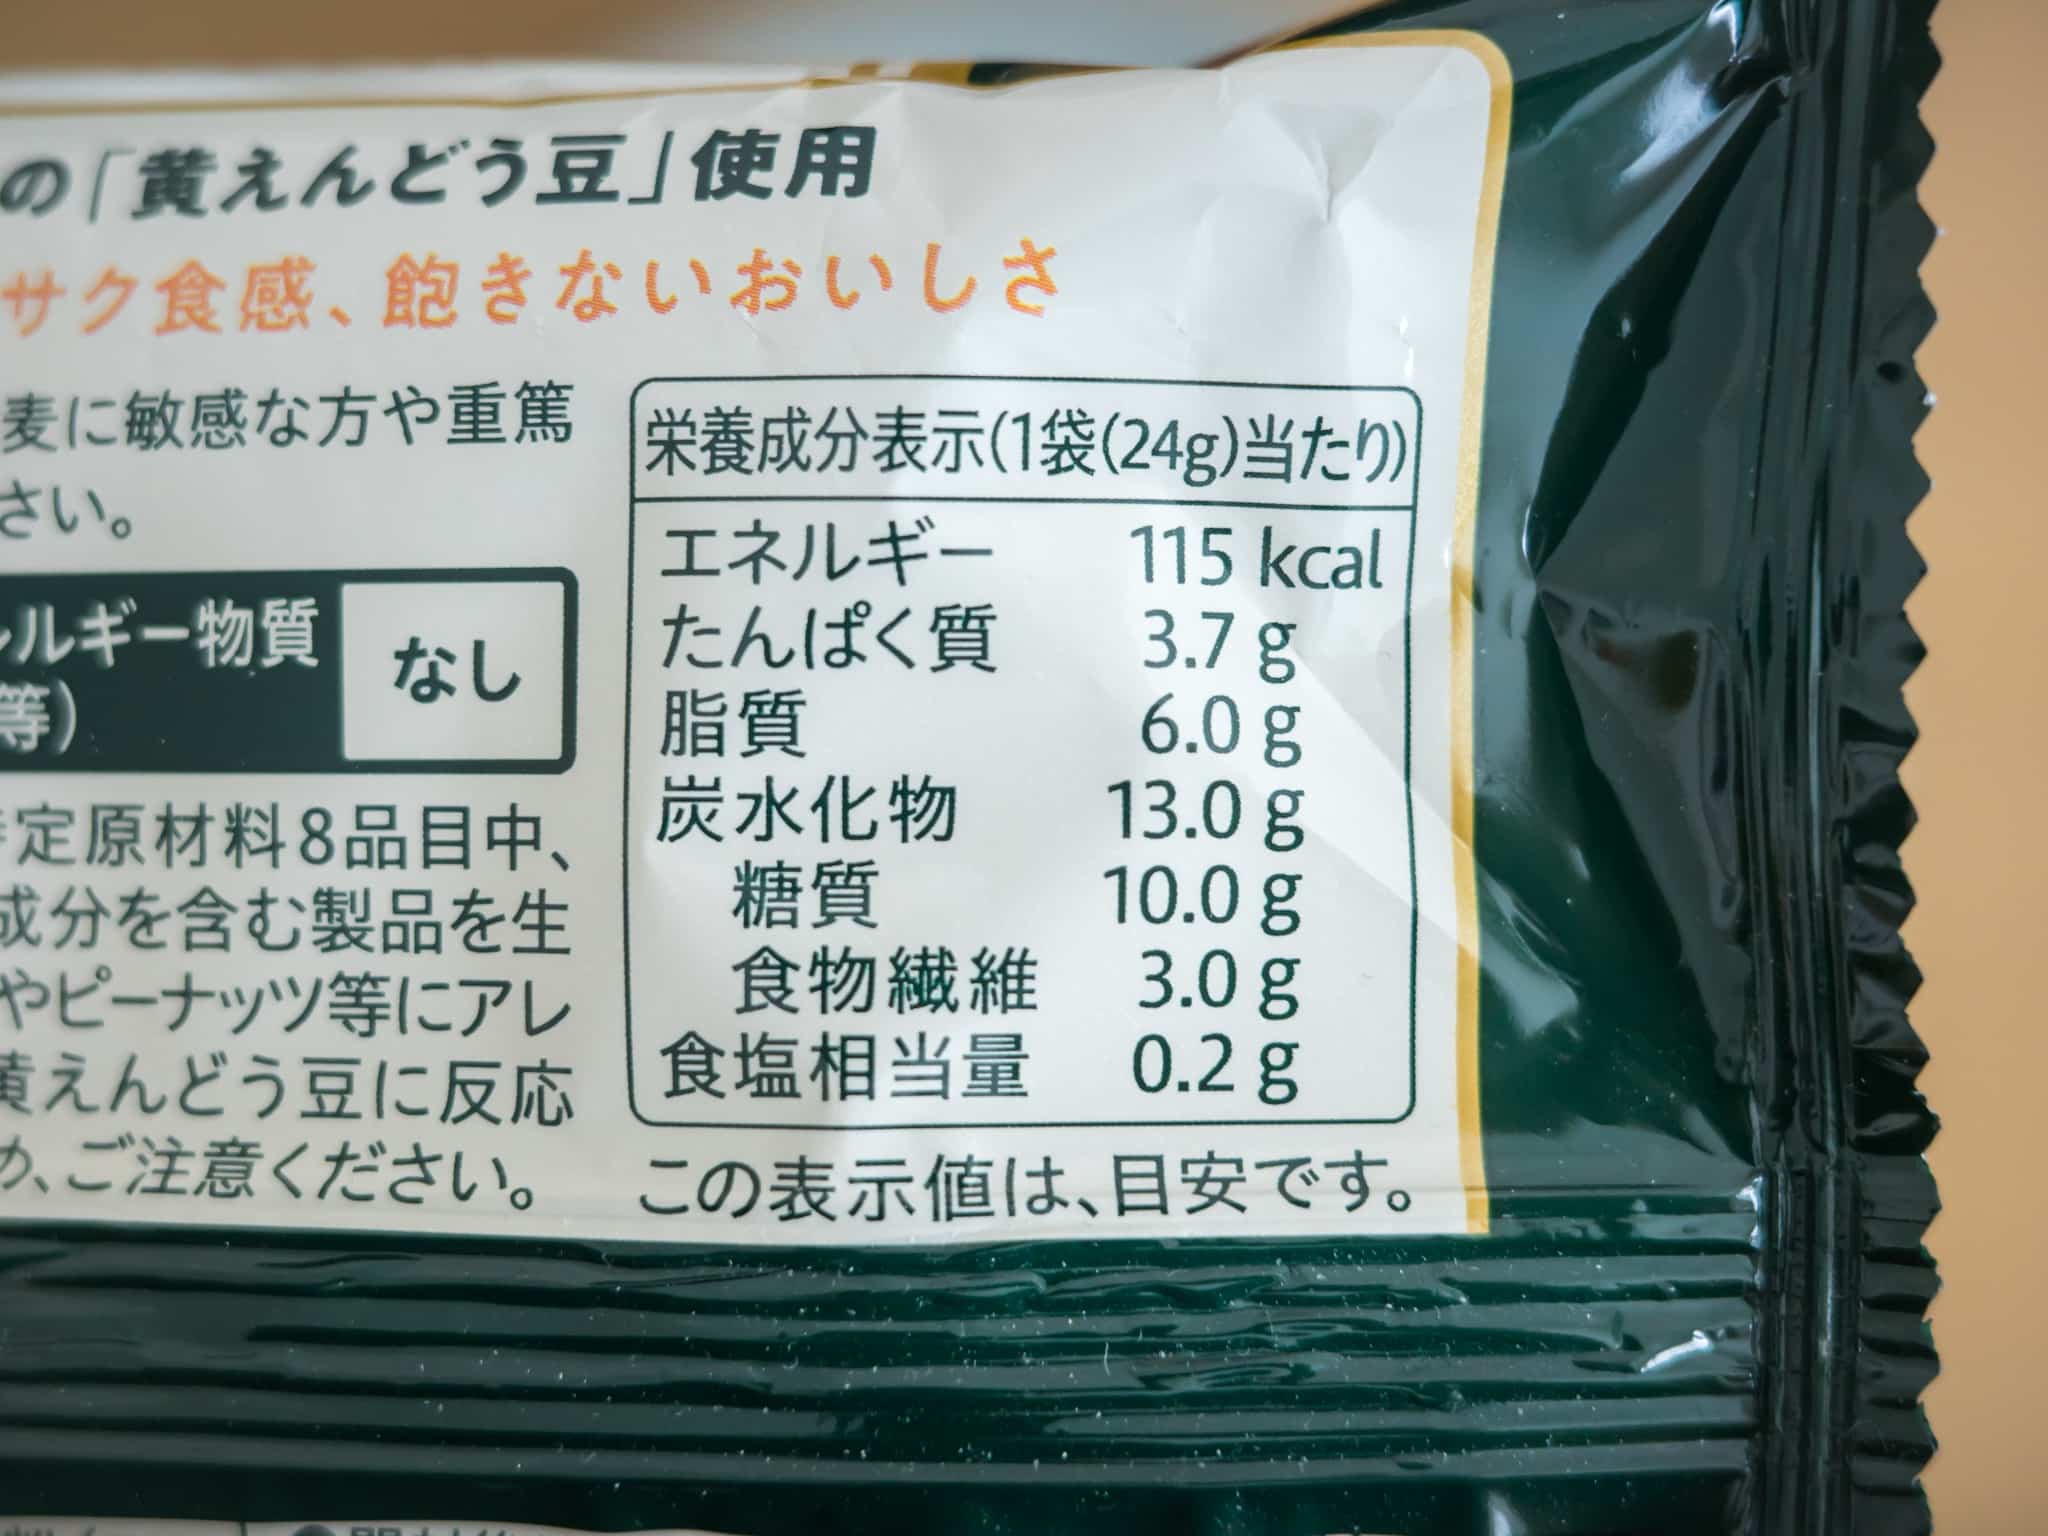 の「黄えんどう豆」使用
サク食感、飽きないおいしさ
麦に敏感な方や重篤
さい。
ルギー物質
等)
なし
定原材料8品目中、
成分を含む製品を生
やピーナッツ等にアレ
黄えんどう豆に反応
め、ご注意ください。
栄養成分表示(1袋(24g)当たり)
エネルギー 115 kcal
たんぱく質 3.7 g
脂質 6.0 g
炭水化物 13.0 g
糖質 10.0 g
食物繊維 3.0 g
食塩相当量 0.2 g
この表示値は、目安です。